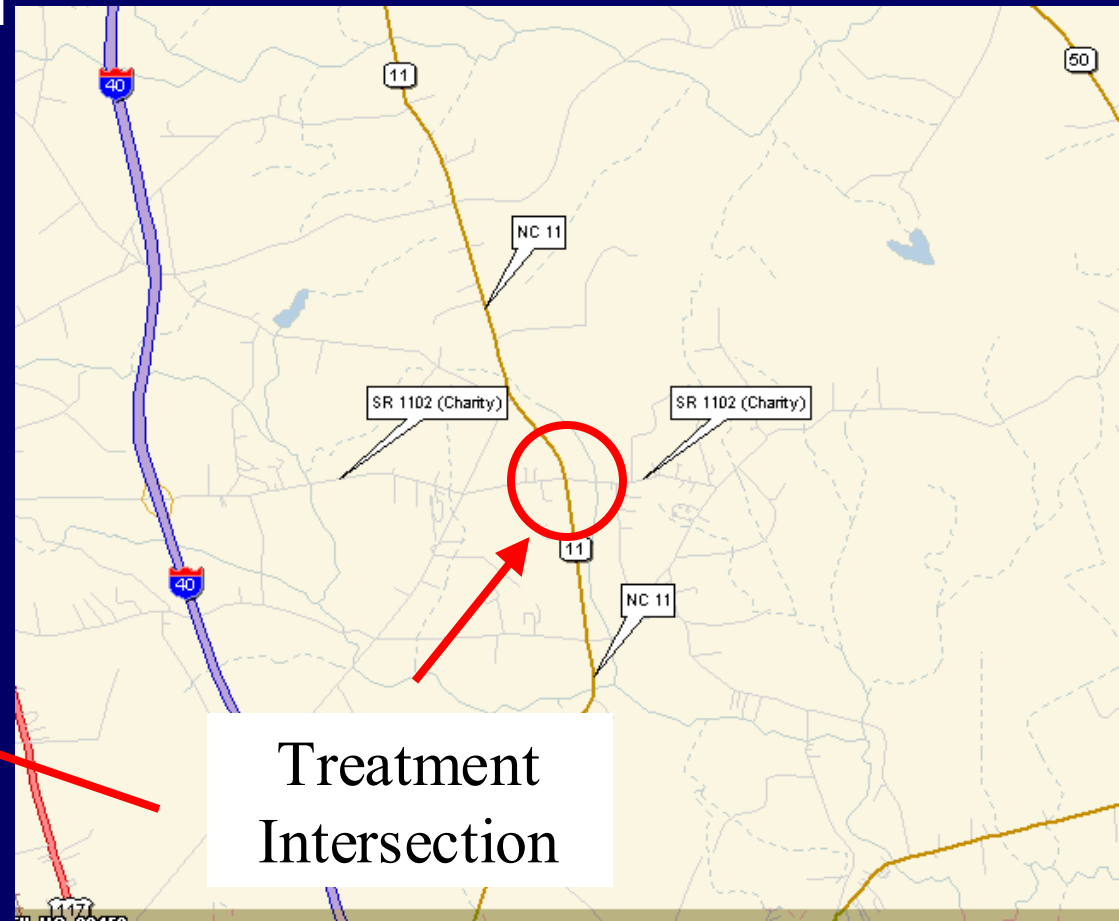 11
50
40
NC 11
SR 1102 (Charity)
SR 1102 (Charity)
11
40
NC 11
Treatment
Intersection
117